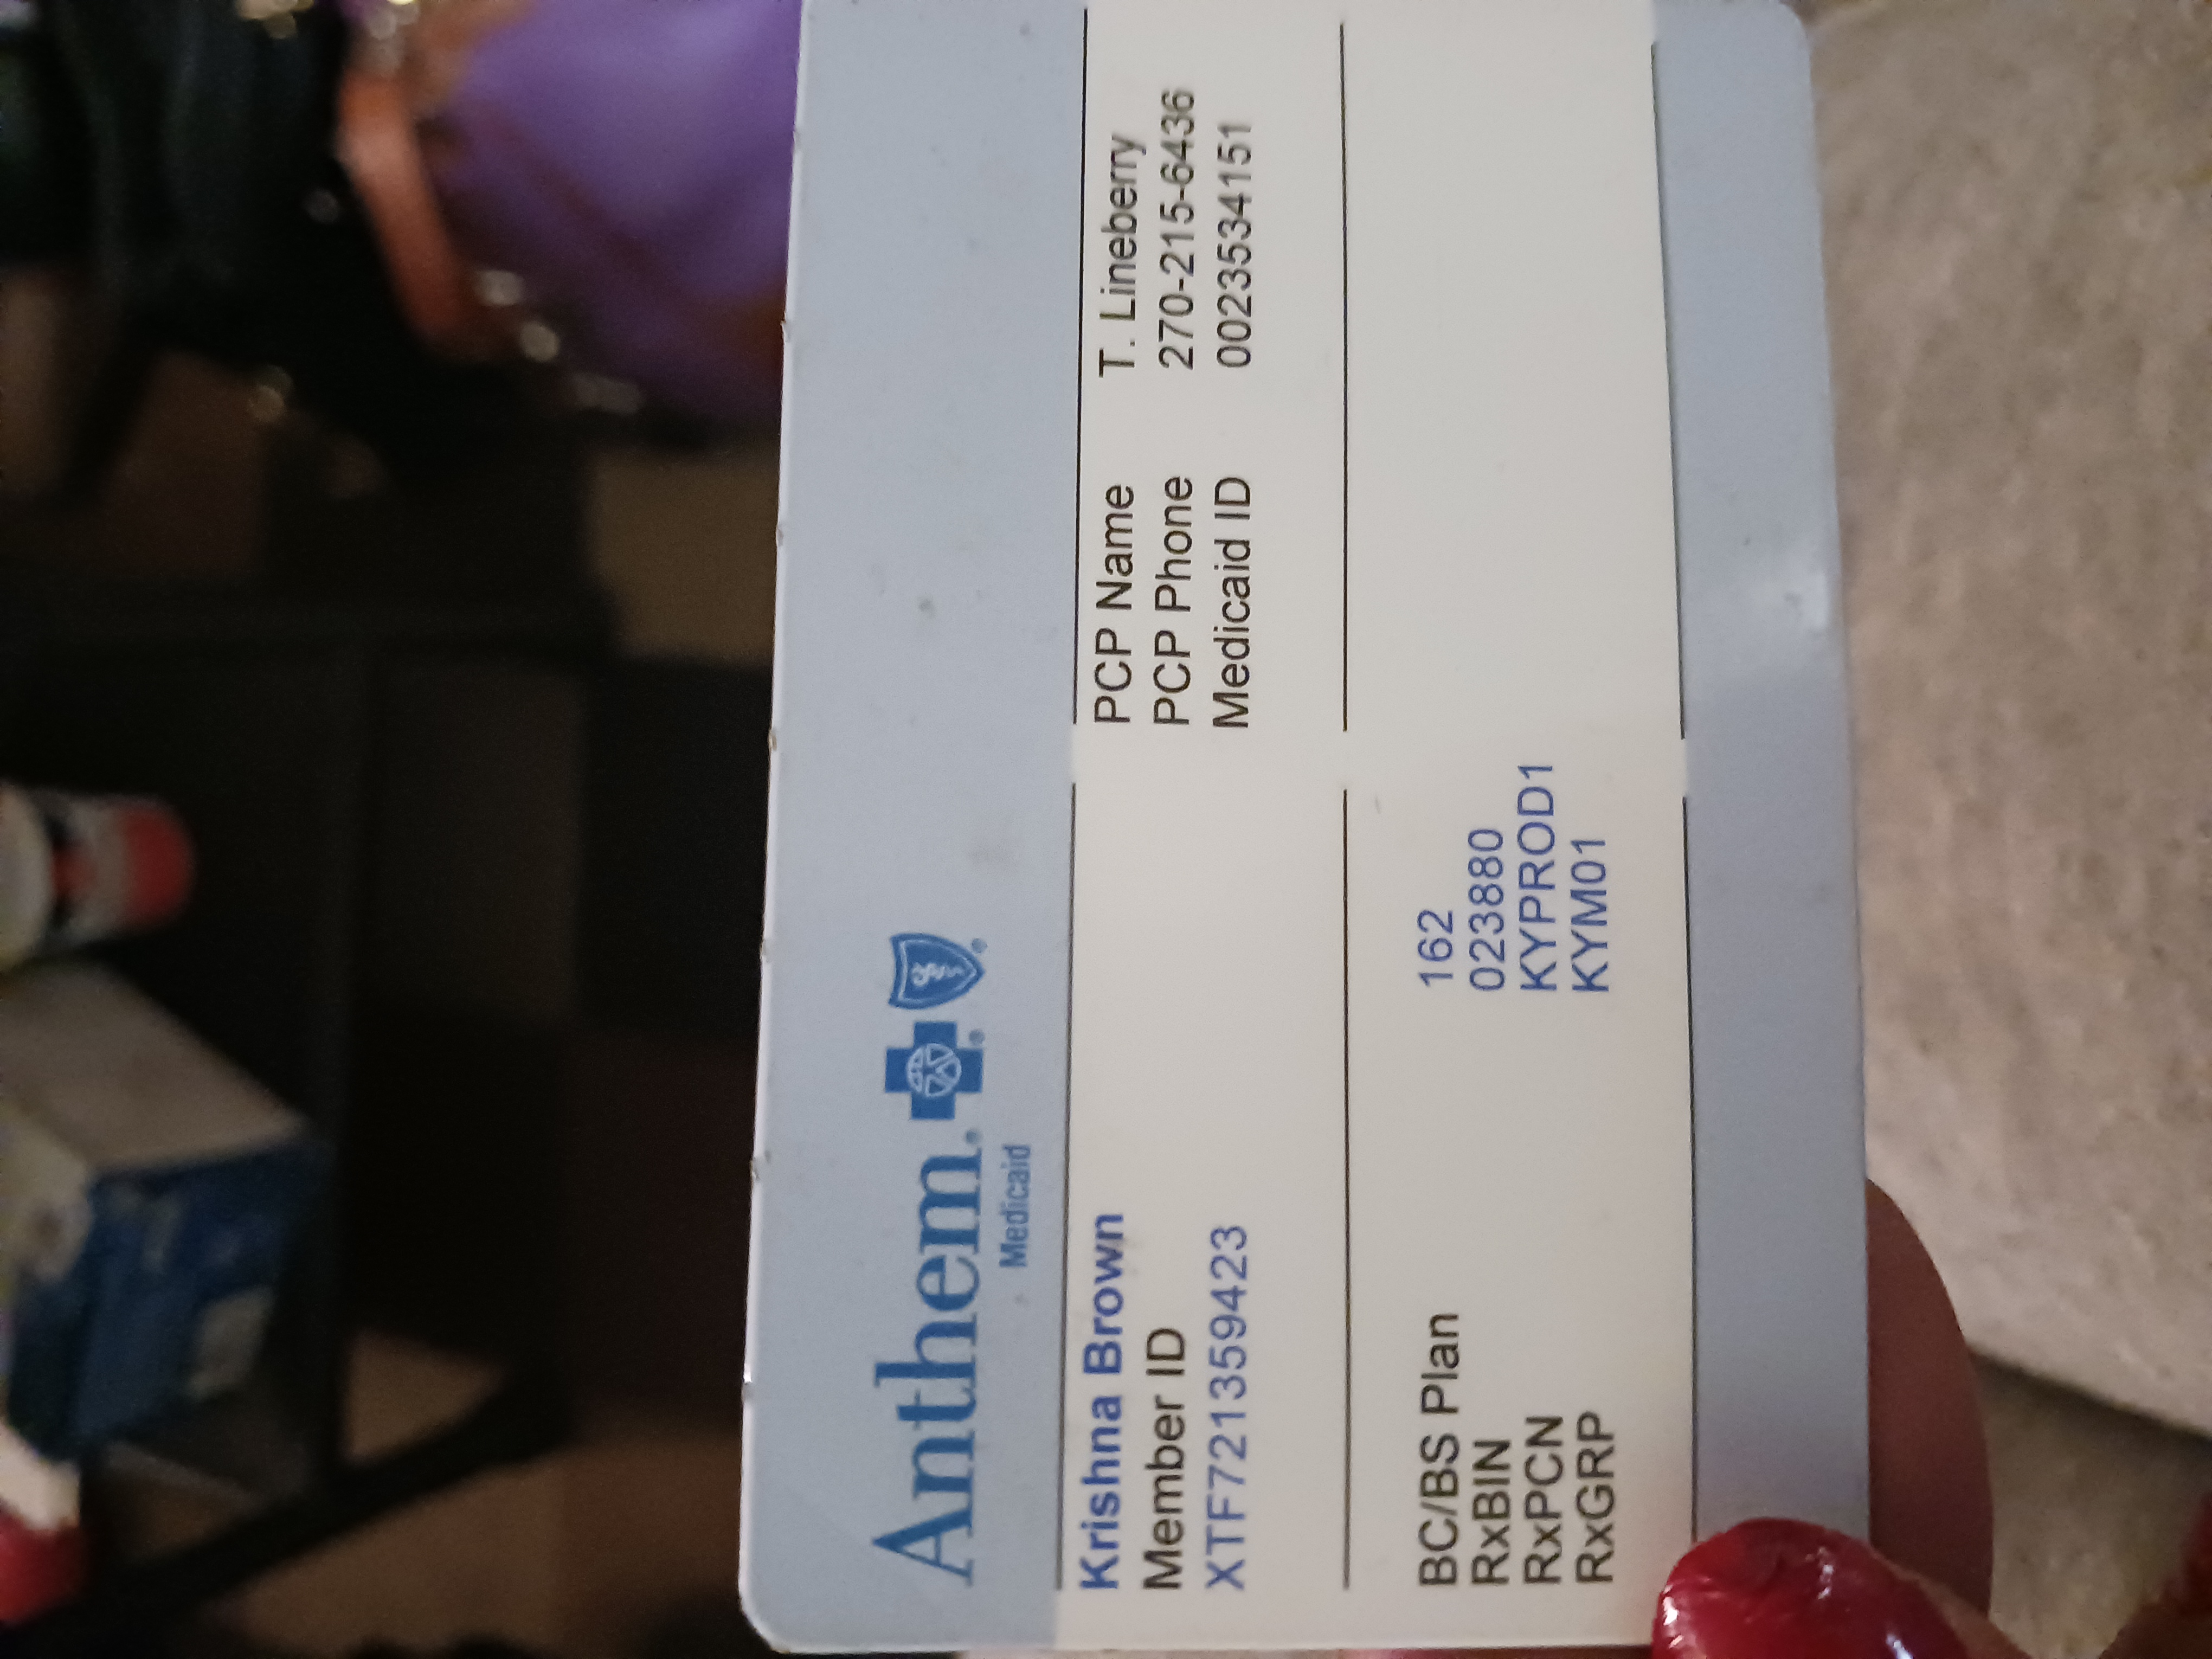 Anthem
Medicaid
Krishna Brown
Member ID
XTF721359423
PCP Name T. Lineberry
PCP Phone 270-215-6436
Medicaid ID 0023534151
BC/BS Plan 162
RxBIN 023880
RxPCN KYPROD1
RxGRP KYM01